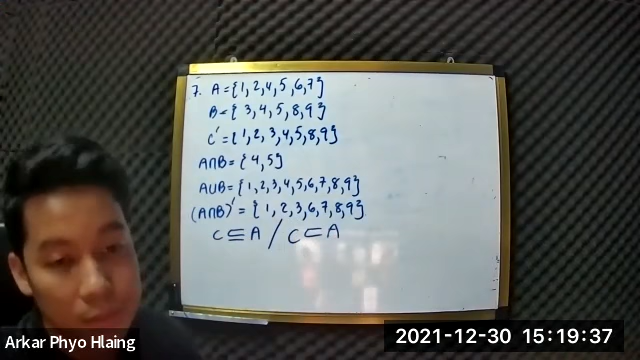 7. A={1,2,4,5,6,7}
B={3,4,5,8,9}
C'={1,2,3,4,5,8,9}
A∩B={4,5}
A∪B={1,2,3,4,5,6,7,8,9}
(A∩B)'={1,2,3,6,7,8,9}
C⊆A / C⊂A
Arkar Phyo Hlaing
2021-12-30 15:19:37